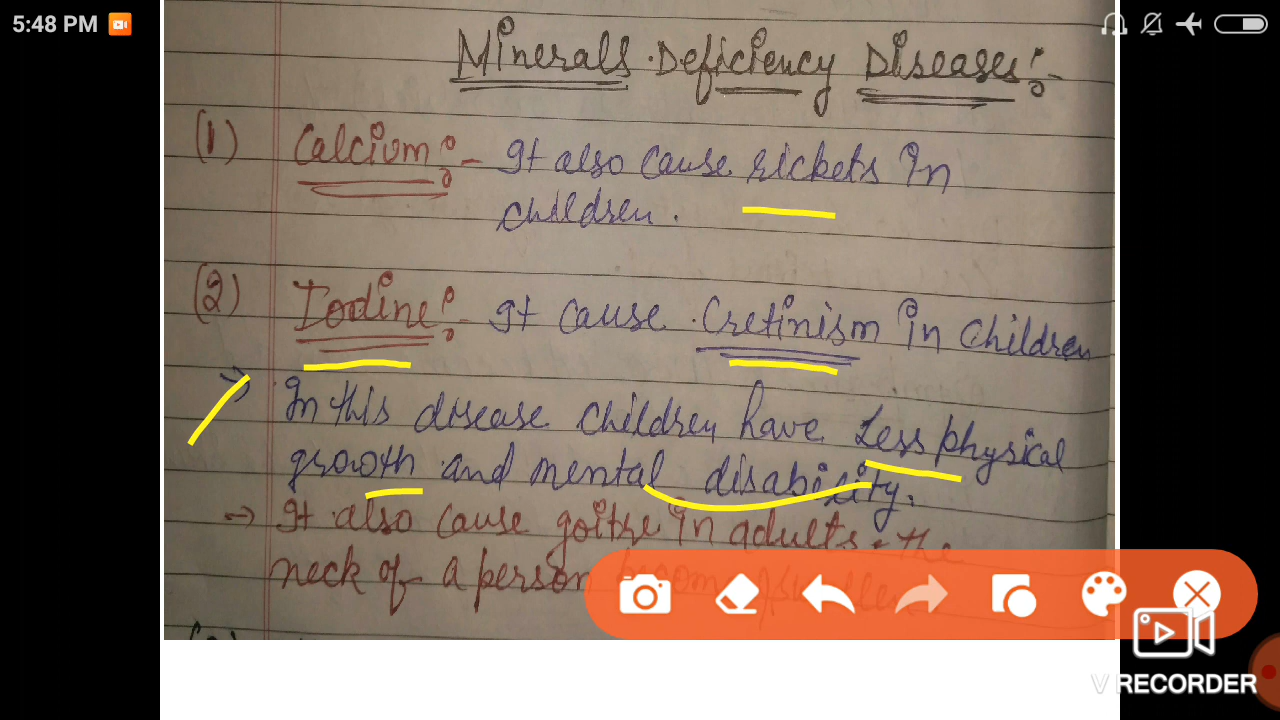 5:48 PM
Minerals Deficiency Diseases:-
(1) Calcium:- It also cause rickets in
children.
(2) Iodine:- It cause Cretinism in children
→ In this disease children have Less physical
growth and mental disability.
→ It also cause goitre in adults. the
neck of a person
V RECORDER